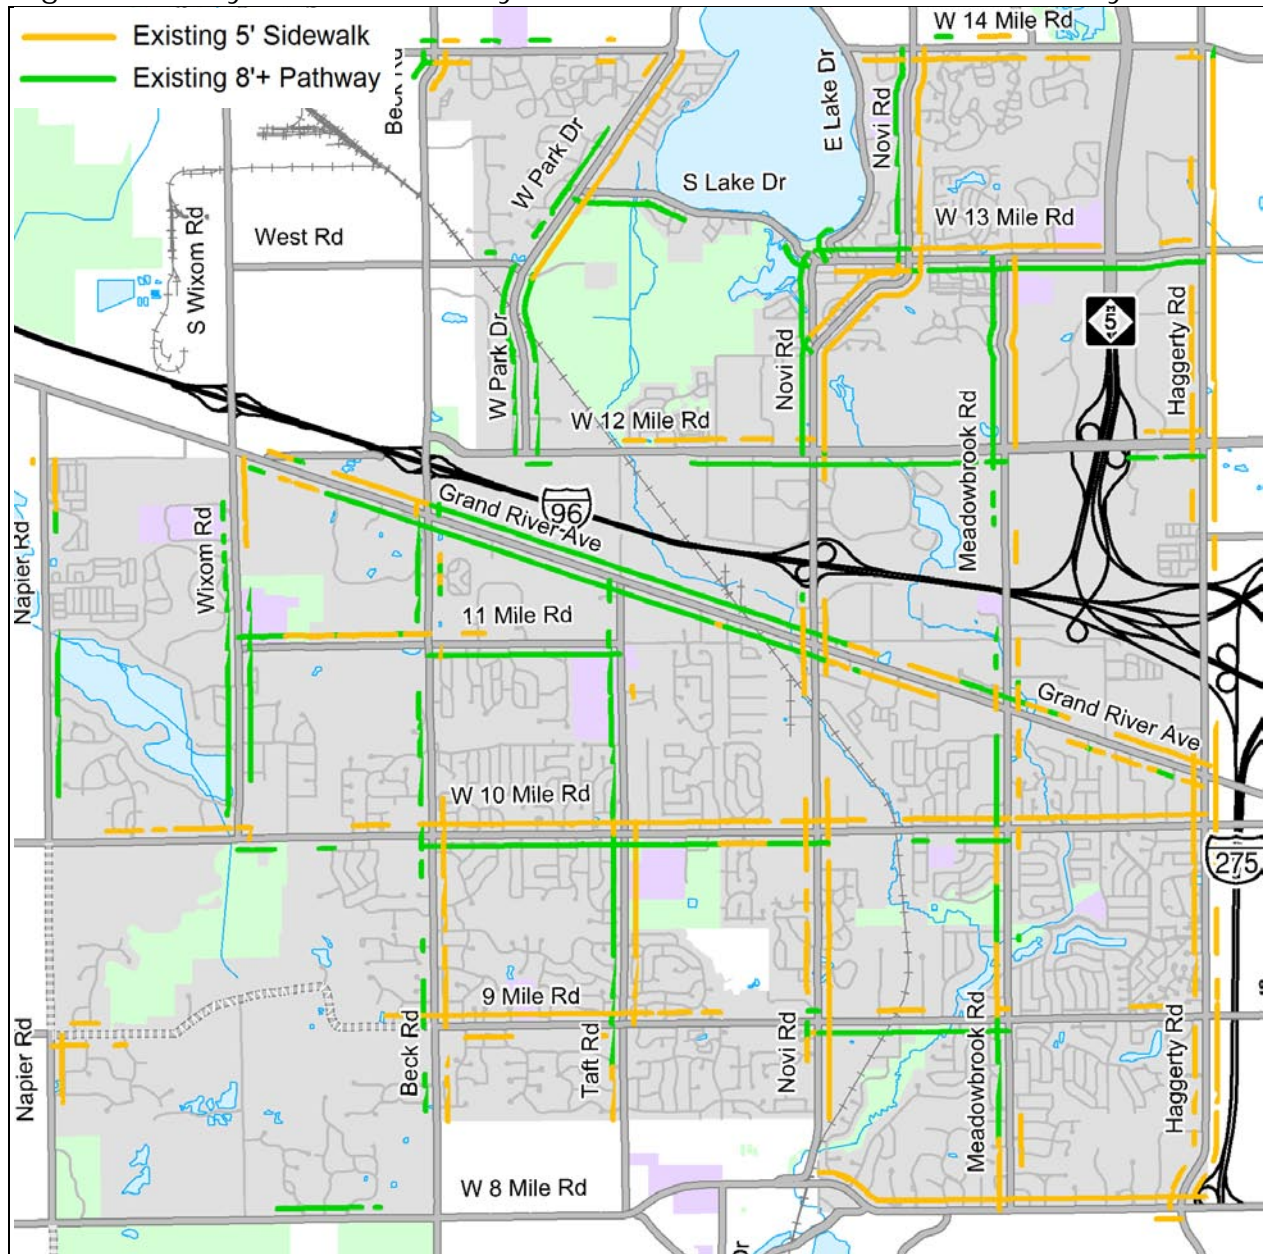 Existing 5' Sidewalk
Existing 8'+ Pathway
W 14 Mile Rd
Beck Rd
E Lake Dr
Novi Rd
W Park Dr
S Lake Dr
W 13 Mile Rd
West Rd
S Wixom Rd
5
Haggerty Rd
W Park Dr
Novi Rd
W 12 Mile Rd
Meadowbrook Rd
Grand River Ave
96
Napier Rd
Wixom Rd
11 Mile Rd
Grand River Ave
W 10 Mile Rd
275
9 Mile Rd
Napier Rd
Beck Rd
Taft Rd
Novi Rd
Meadowbrook Rd
Haggerty Rd
W 8 Mile Rd
Dr